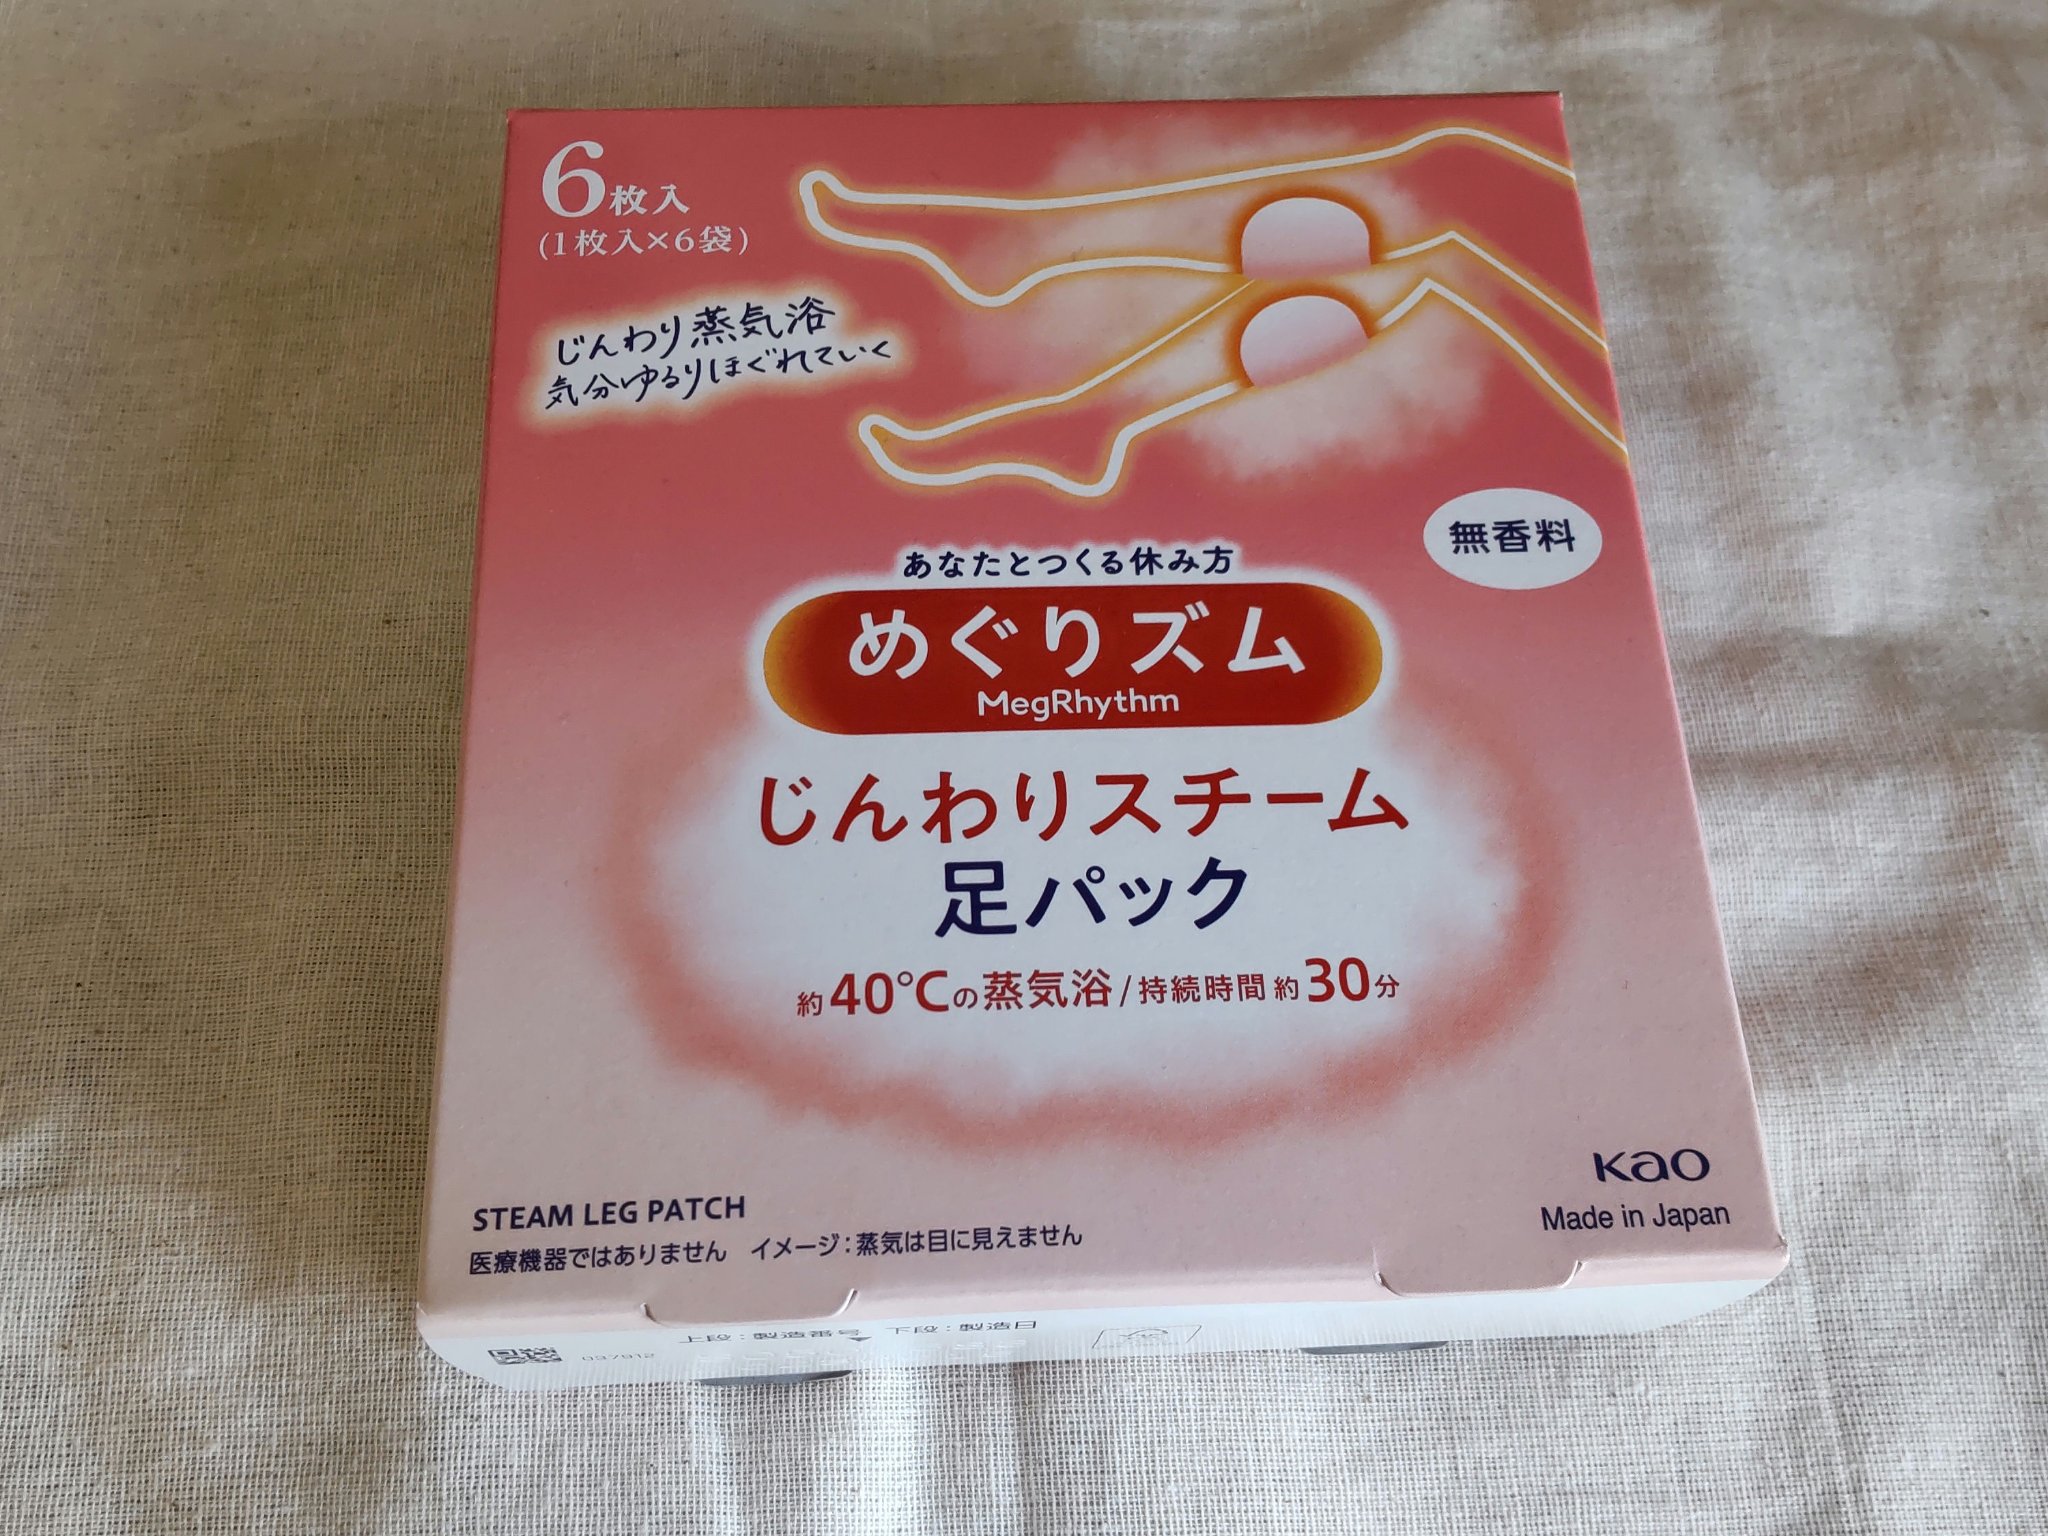 6枚入
(1枚入×6袋)
じんわり蒸気浴
気分ゆるりほぐれていく
無香料
あなたとつくる休み方
めぐりズム
MegRhythm
じんわりスチーム
足パック
約40℃の蒸気浴/持続時間 約30分
Kao
Made in Japan
STEAM LEG PATCH
医療機器ではありません イメージ:蒸気は目に見えません
上段:製造番号 下段:製造日